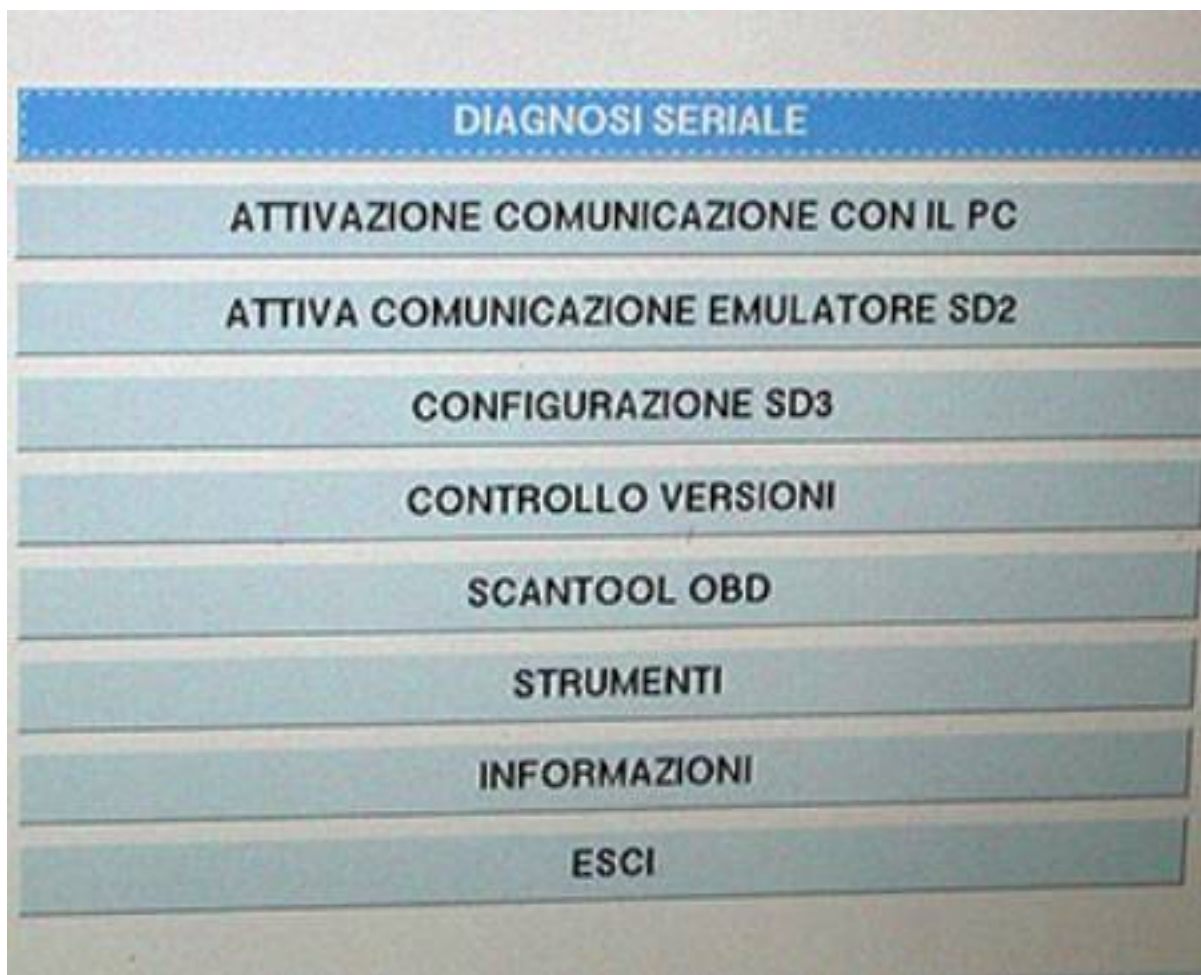 DIAGNOSI SERIALE
ATTIVAZIONE COMUNICAZIONE CON IL PC
ATTIVA COMUNICAZIONE EMULATORE SD2
CONFIGURAZIONE SD3
CONTROLLO VERSIONI
SCANTOOL OBD
STRUMENTI
INFORMAZIONI
ESCI